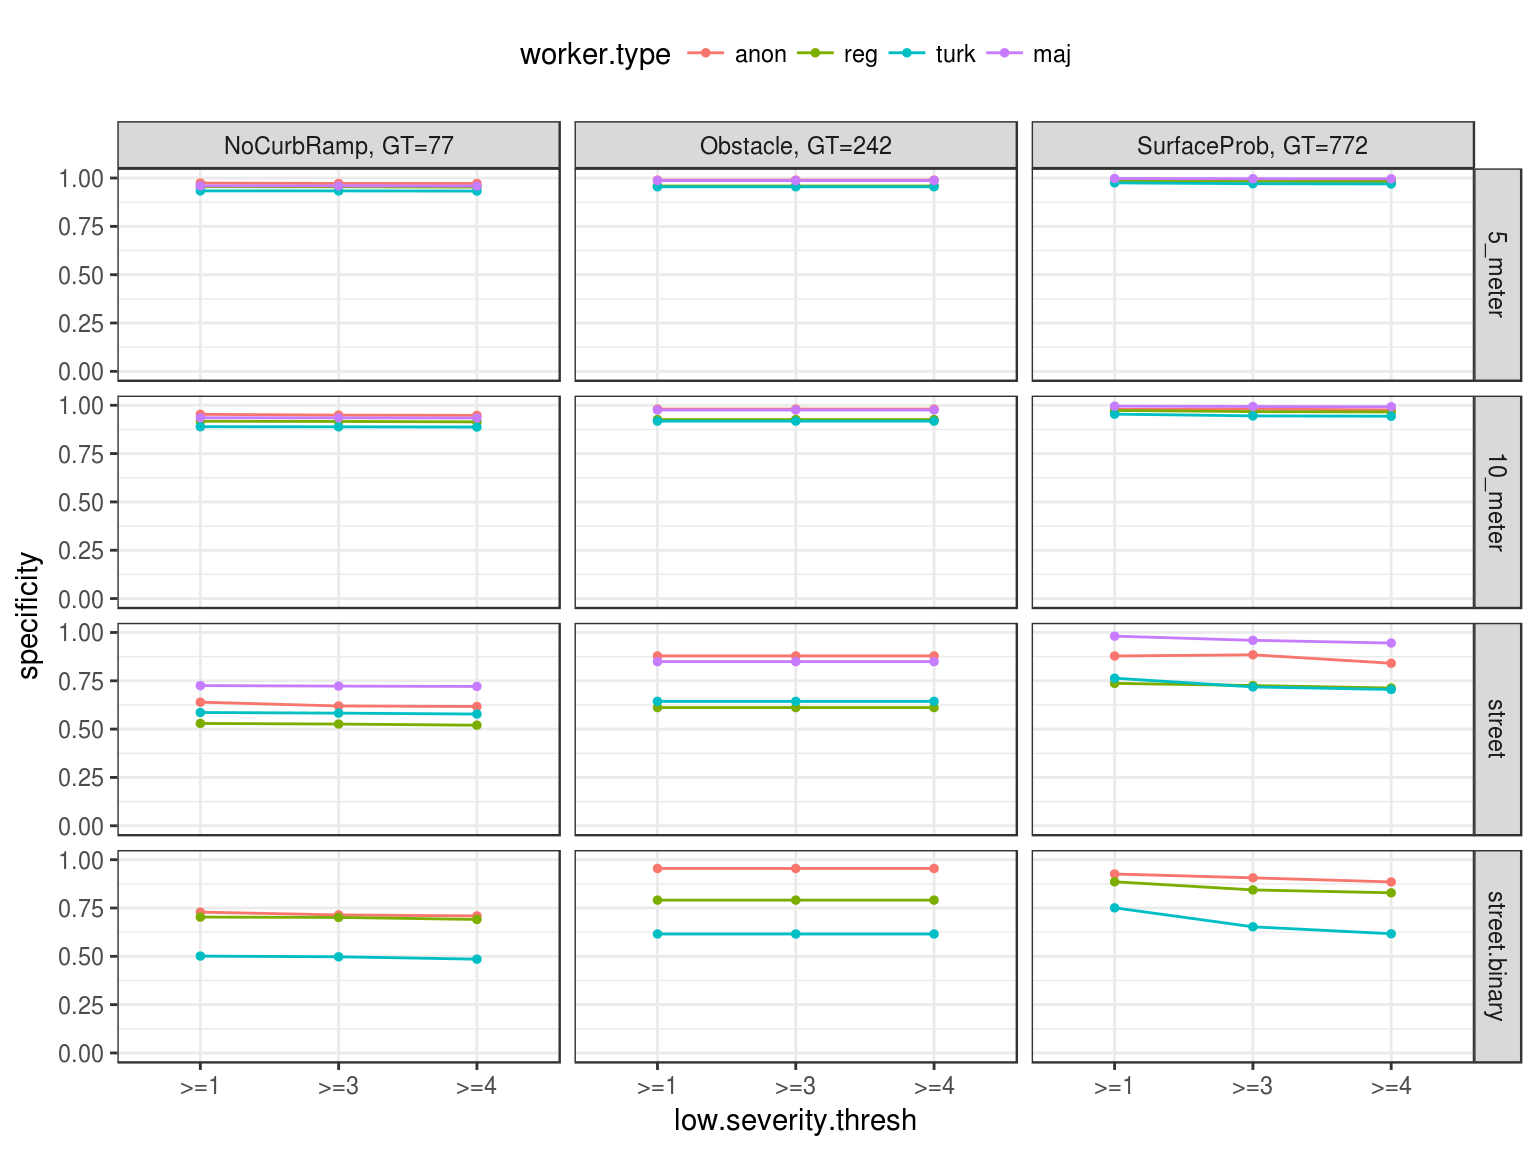 worker.type anon reg turk maj
NoCurbRamp, GT=77 Obstacle, GT=242 SurfaceProb, GT=772
1.00
0.75
0.50
0.25
0.00
5_meter
1.00
0.75
0.50
0.25
0.00
10_meter
specificity
1.00
0.75
0.50
0.25
0.00
street
1.00
0.75
0.50
0.25
0.00
street.binary
>=1 >=3 >=4 >=1 >=3 >=4 >=1 >=3 >=4
low.severity.thresh